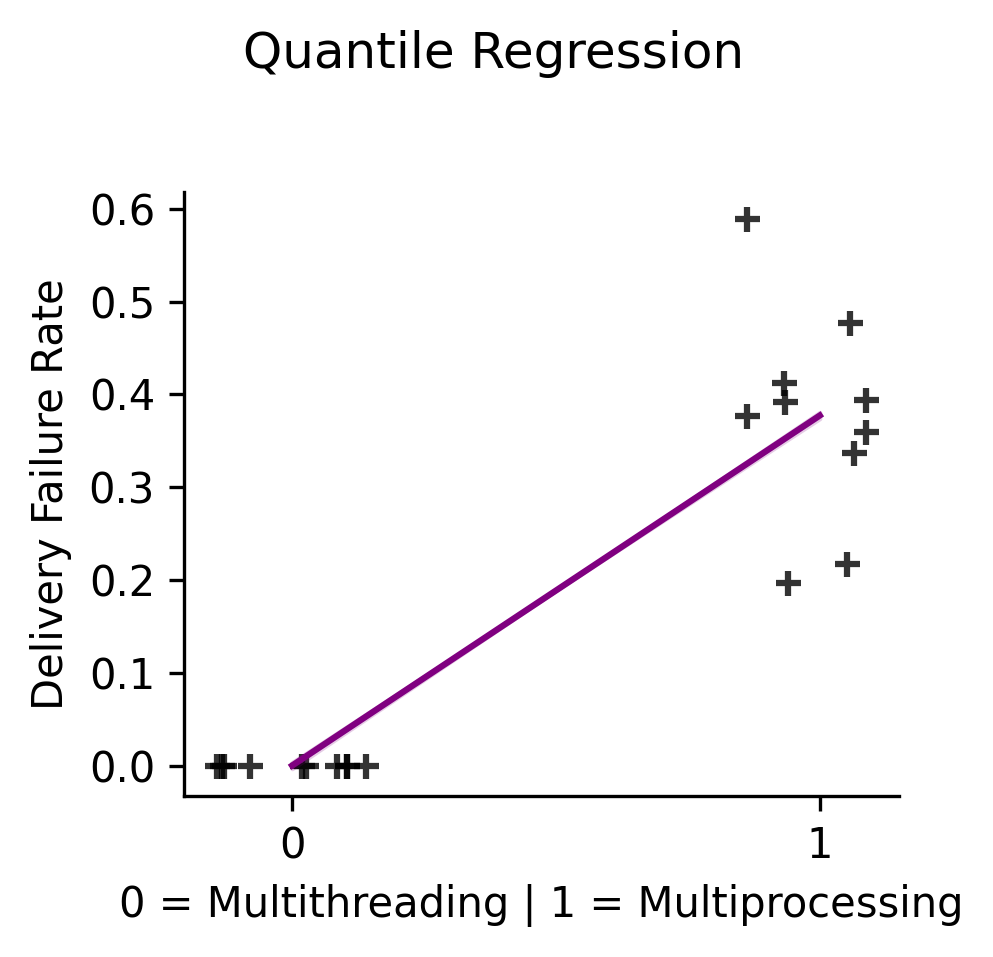 Quantile Regression
Delivery Failure Rate
0.6
0.5
0.4
0.3
0.2
0.1
0.0
0 1
0 = Multithreading | 1 = Multiprocessing